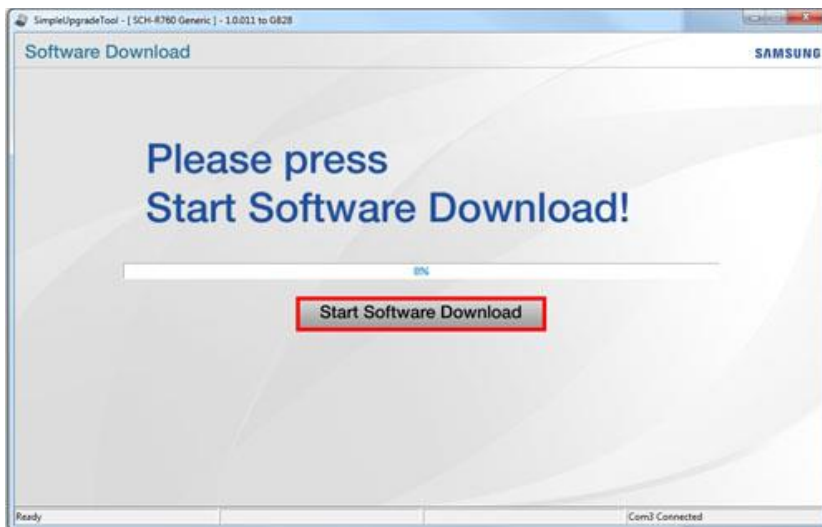 SimpleUpgradeTool - [ SCH-R760 Generic ] - 1.0.011 to G828
Software Download
SAMSUNG
Please press
Start Software Download!
0%
Start Software Download
Ready
Com3 Connected